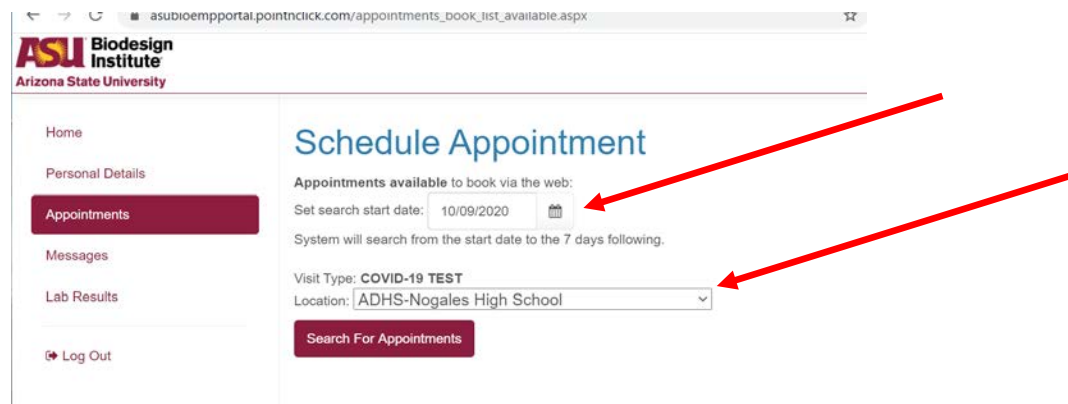 asubioempportal.pointnclick.com/appointments_book_list_available.aspx
ASU Biodesign
Institute
Arizona State University
Home
Personal Details
Appointments
Messages
Lab Results
Log Out
Schedule Appointment
Appointments available to book via the web:
Set search start date: 10/09/2020
System will search from the start date to the 7 days following.
Visit Type: COVID-19 TEST
Location: ADHS-Nogales High School
Search For Appointments